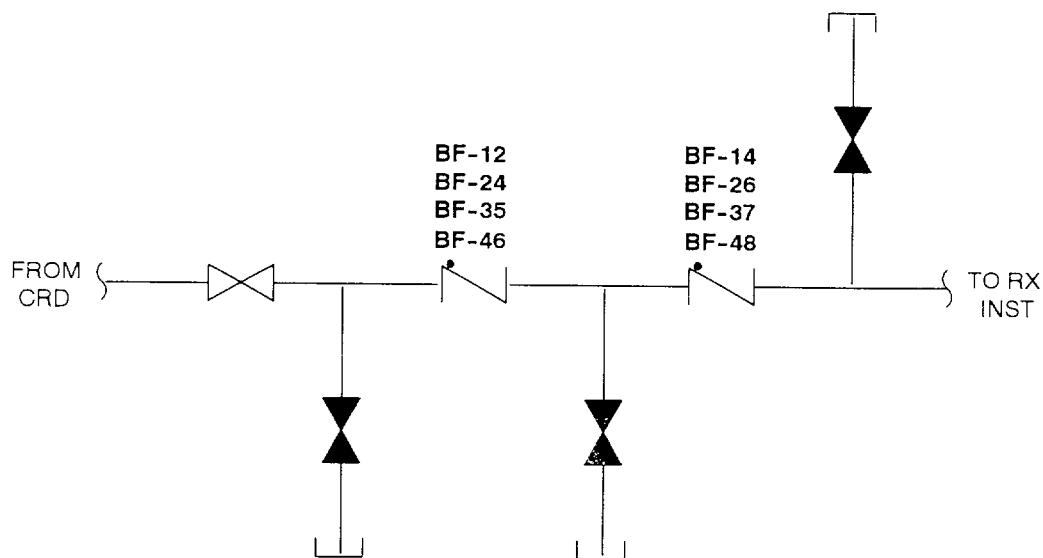 BF-12
BF-24
BF-35
BF-46
BF-14
BF-26
BF-37
BF-48
FROM
CRD
TO RX
INST